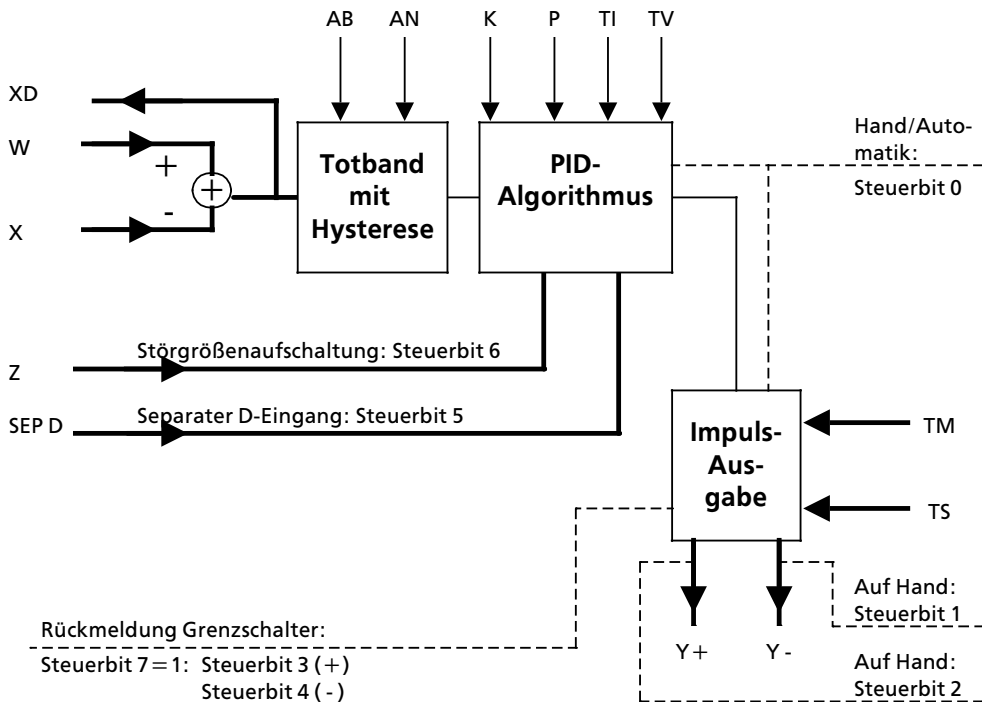 AB AN K P TI TV
XD
W
X
+
+
-
Totband
mit
Hysterese
PID-
Algorithmus
Hand/Auto-
matik:
Steuerbit 0
Störgrößenaufschaltung: Steuerbit 6
Z
Separater D-Eingang: Steuerbit 5
SEP D
Impuls-
Aus-
gabe
TM
TS
Y+ Y-
Auf Hand:
Steuerbit 1
Auf Hand:
Steuerbit 2
Rückmeldung Grenzschalter:
Steuerbit 7=1: Steuerbit 3 (+)
Steuerbit 4 (-)